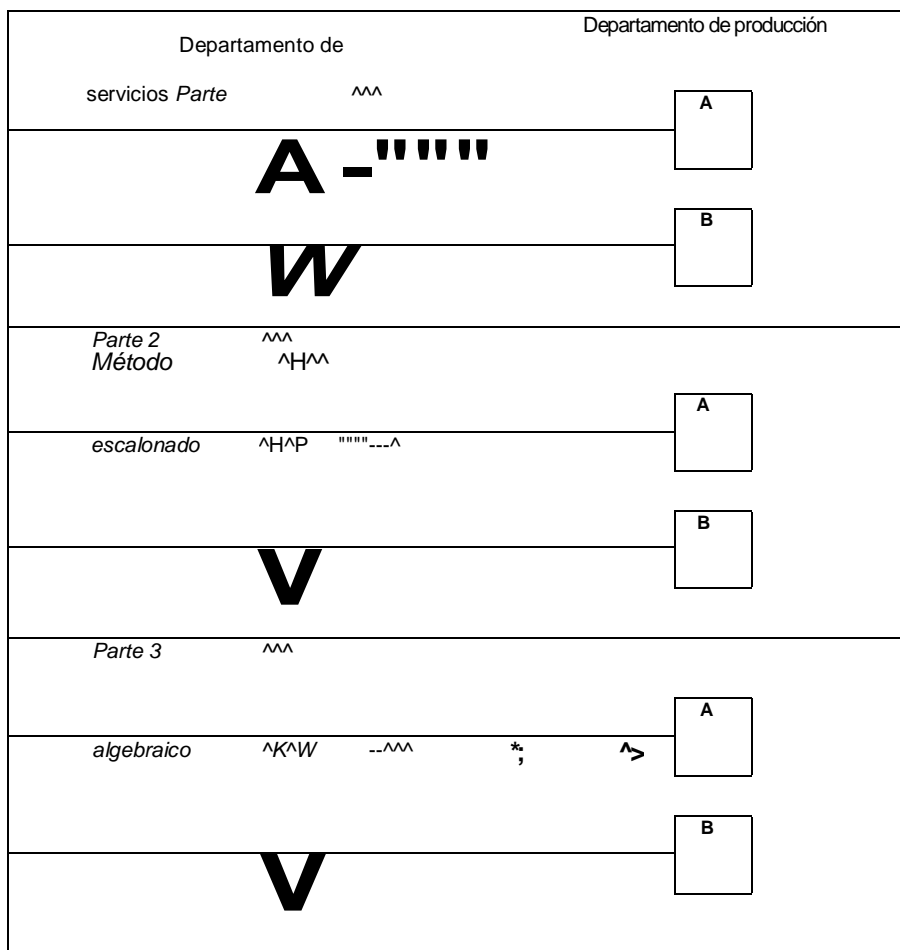 Departamento de producción
Departamento de
servicios Parte ^^^
A
A -""""
B
W
Parte 2 ^^^
Método ^H^^
A
escalonado ^H^P """"---^
B
V
Parte 3 ^^^
A
algebraico ^K^W --^^^ *; ^>
B
V